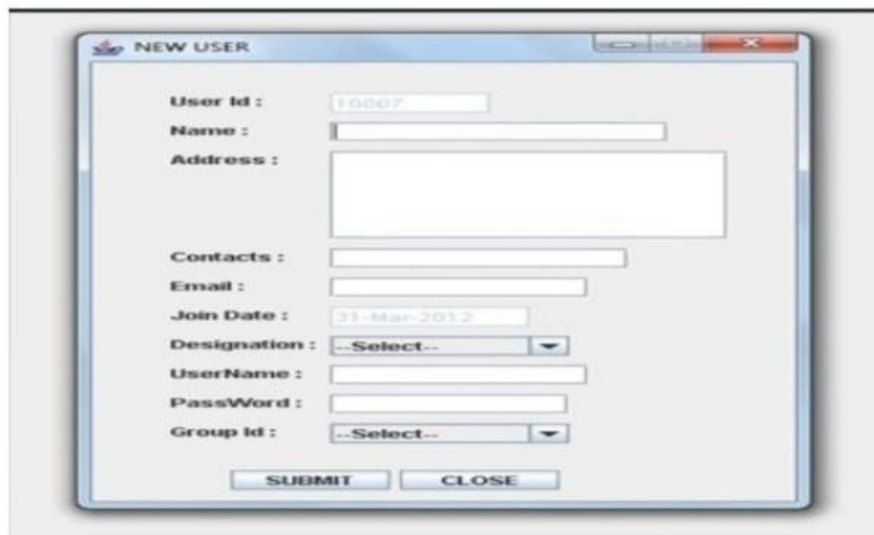 NEW USER
User Id : 10007
Name :
Address :
Contacts :
Email :
Join Date : 31-Mar-2012
Designation : --Select--
UserName :
PassWord :
Group Id : --Select--
SUBMIT CLOSE